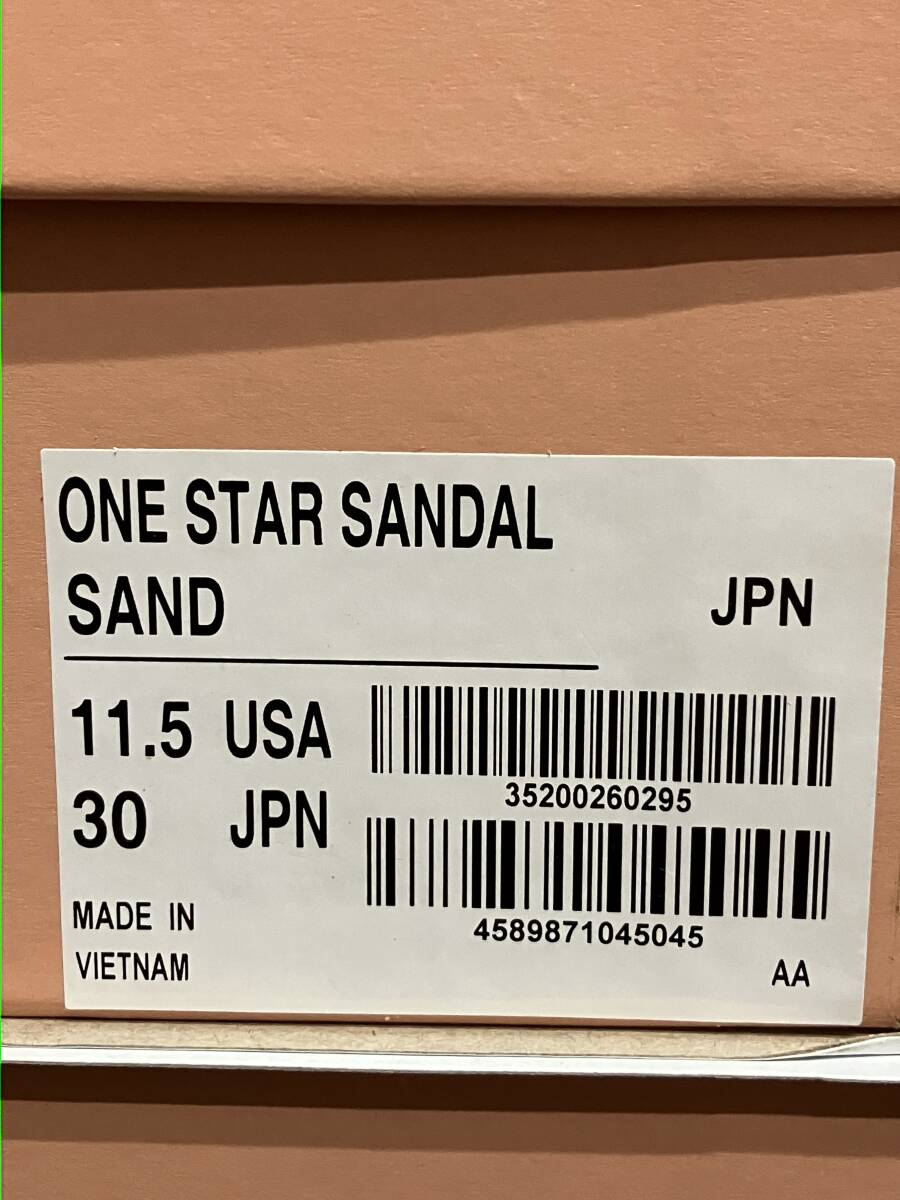 ONE STAR SANDAL
SAND
JPN
11.5 USA
30 JPN
35200260295
4589871045045
MADE IN
VIETNAM
AA